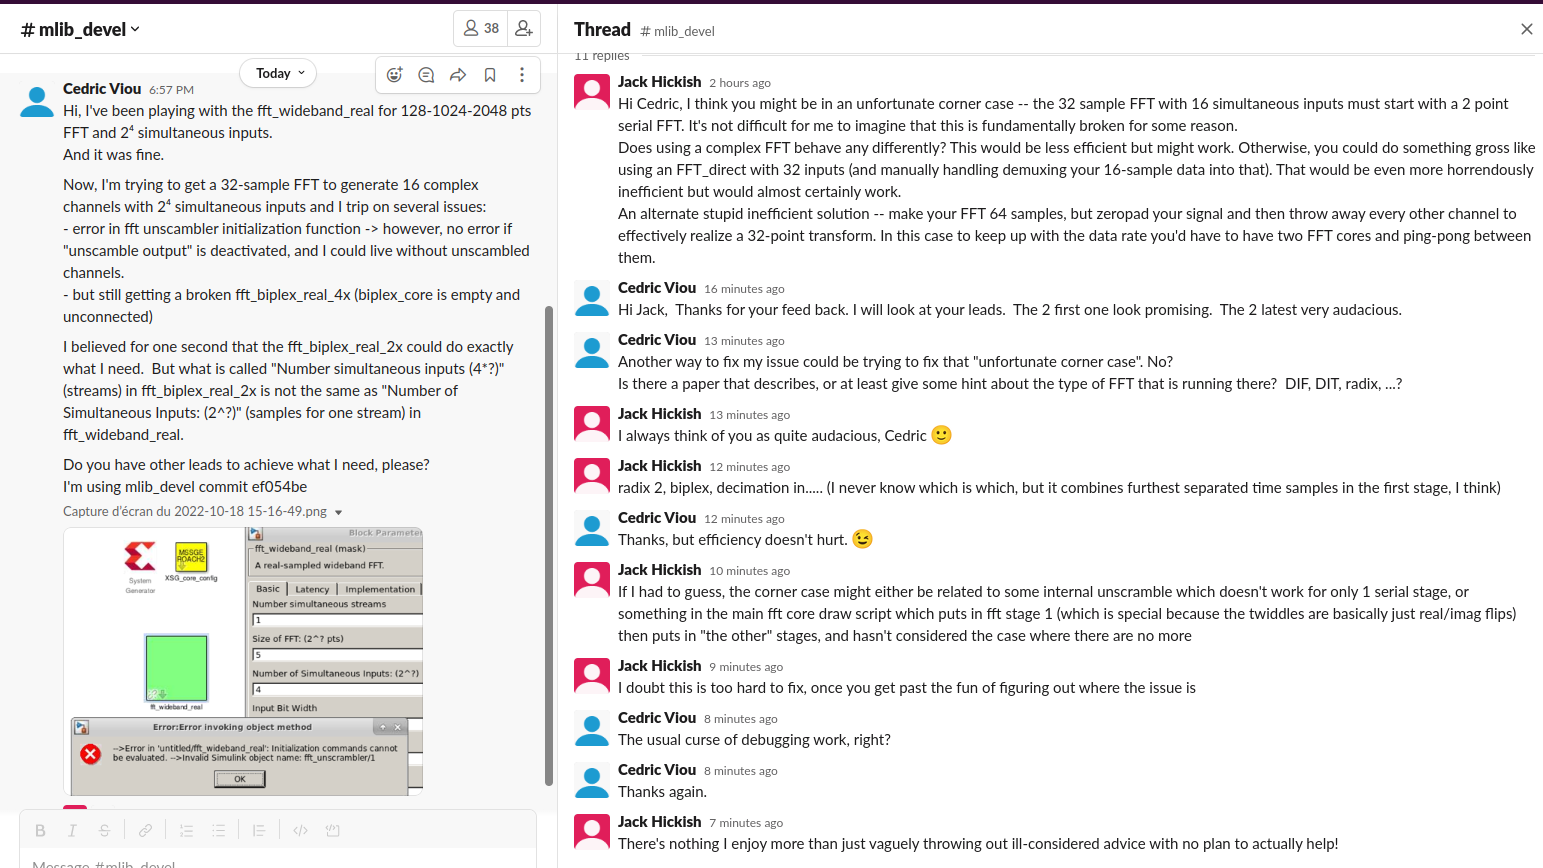 # mlib_devel
38
Today
Cedric Viou 6:57 PM
Hi, I've been playing with the fft_wideband_real for 128-1024-2048 pts
FFT and 2⁴ simultaneous inputs.
And it was fine.
Now, I'm trying to get a 32-sample FFT to generate 16 complex
channels with 2⁴ simultaneous inputs and I trip on several issues:
- error in fft unscambler initialization function -> however, no error if
"unscamble output" is deactivated, and I could live without unscambled
channels.
- but still getting a broken fft_biplex_real_4x (biplex_core is empty and
unconnected)
I believed for one second that the fft_biplex_real_2x could do exactly
what I need.  But what is called "Number simultaneous inputs (4*?)"
(streams) in fft_biplex_real_2x is not the same as "Number of
Simultaneous Inputs: (2^?)" (samples for one stream) in
fft_wideband_real.
Do you have other leads to achieve what I need, please?
I'm using mlib_devel commit ef054be
Capture d'écran du 2022-10-18 15-16-49.png
System
Generator
MSSGE
ROACH2
XSG_core_config
fft_wideband_real
Block Parameter
fft_wideband_real (mask)
A real-sampled wideband FFT.
Basic Latency Implementation
Number simultaneous streams
1
Size of FFT: (2^? pts)
5
Number of Simultaneous Inputs: (2^?)
4
Input Bit Width
Error:Error invoking object method
-->Error in 'untitled/fft_wideband_real': Initialization commands cannot
be evaluated. -->Invalid Simulink object name: fft_unscrambler/1
OK
B I S
Message #mlib_devel
Thread # mlib_devel
11 replies
Jack Hickish 2 hours ago
Hi Cedric, I think you might be in an unfortunate corner case -- the 32 sample FFT with 16 simultaneous inputs must start with a 2 point
serial FFT. It's not difficult for me to imagine that this is fundamentally broken for some reason.
Does using a complex FFT behave any differently? This would be less efficient but might work. Otherwise, you could do something gross like
using an FFT_direct with 32 inputs (and manually handling demuxing your 16-sample data into that). That would be even more horrendously
inefficient but would almost certainly work.
An alternate stupid inefficient solution -- make your FFT 64 samples, but zeropad your signal and then throw away every other channel to
effectively realize a 32-point transform. In this case to keep up with the data rate you'd have to have two FFT cores and ping-pong between
them.
Cedric Viou 16 minutes ago
Hi Jack,  Thanks for your feed back. I will look at your leads.  The 2 first one look promising.  The 2 latest very audacious.
Cedric Viou 13 minutes ago
Another way to fix my issue could be trying to fix that "unfortunate corner case". No?
Is there a paper that describes, or at least give some hint about the type of FFT that is running there?  DIF, DIT, radix, ...?
Jack Hickish 13 minutes ago
I always think of you as quite audacious, Cedric 🙂
Jack Hickish 12 minutes ago
radix 2, biplex, decimation in..... (I never know which is which, but it combines furthest separated time samples in the first stage, I think)
Cedric Viou 12 minutes ago
Thanks, but efficiency doesn't hurt. 😉
Jack Hickish 10 minutes ago
If I had to guess, the corner case might either be related to some internal unscramble which doesn't work for only 1 serial stage, or
something in the main fft core draw script which puts in fft stage 1 (which is special because the twiddles are basically just real/imag flips)
then puts in "the other" stages, and hasn't considered the case where there are no more
Jack Hickish 9 minutes ago
I doubt this is too hard to fix, once you get past the fun of figuring out where the issue is
Cedric Viou 8 minutes ago
The usual curse of debugging work, right?
Cedric Viou 8 minutes ago
Thanks again.
Jack Hickish 7 minutes ago
There's nothing I enjoy more than just vaguely throwing out ill-considered advice with no plan to actually help!